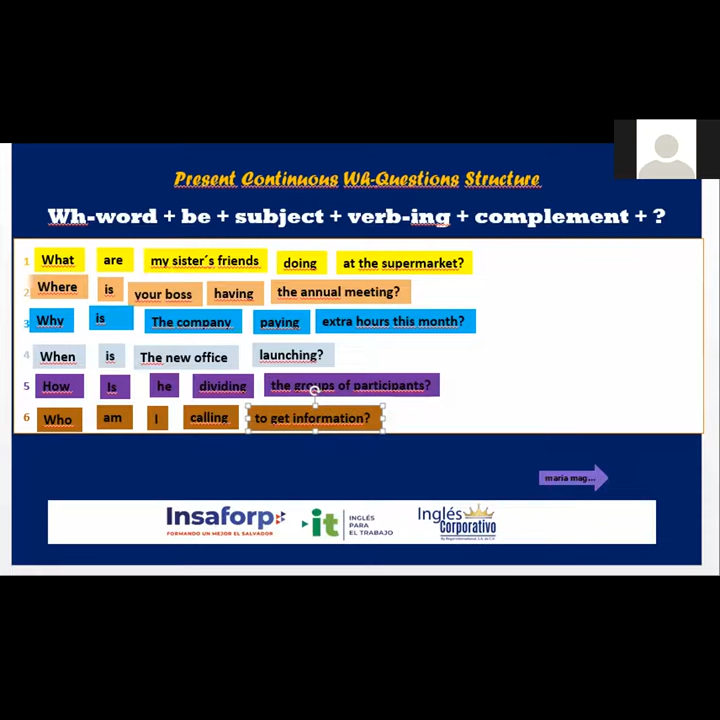 Present Continuous Wh-Questions Structure
Wh-word + be + subject + verb-ing + complement + ?
1 What are my sister´s friends doing at the supermarket?
2 Where is your boss having the annual meeting?
3 Why is The company paying extra hours this month?
4 When is The new office launching?
5 How Is he dividing the groups of participants?
6 Who am I calling to get information?
maria mag...
Insaforp
FORMANDO UN MEJOR EL SALVADOR
it INGLÉS PARA EL TRABAJO
Inglés Corporativo